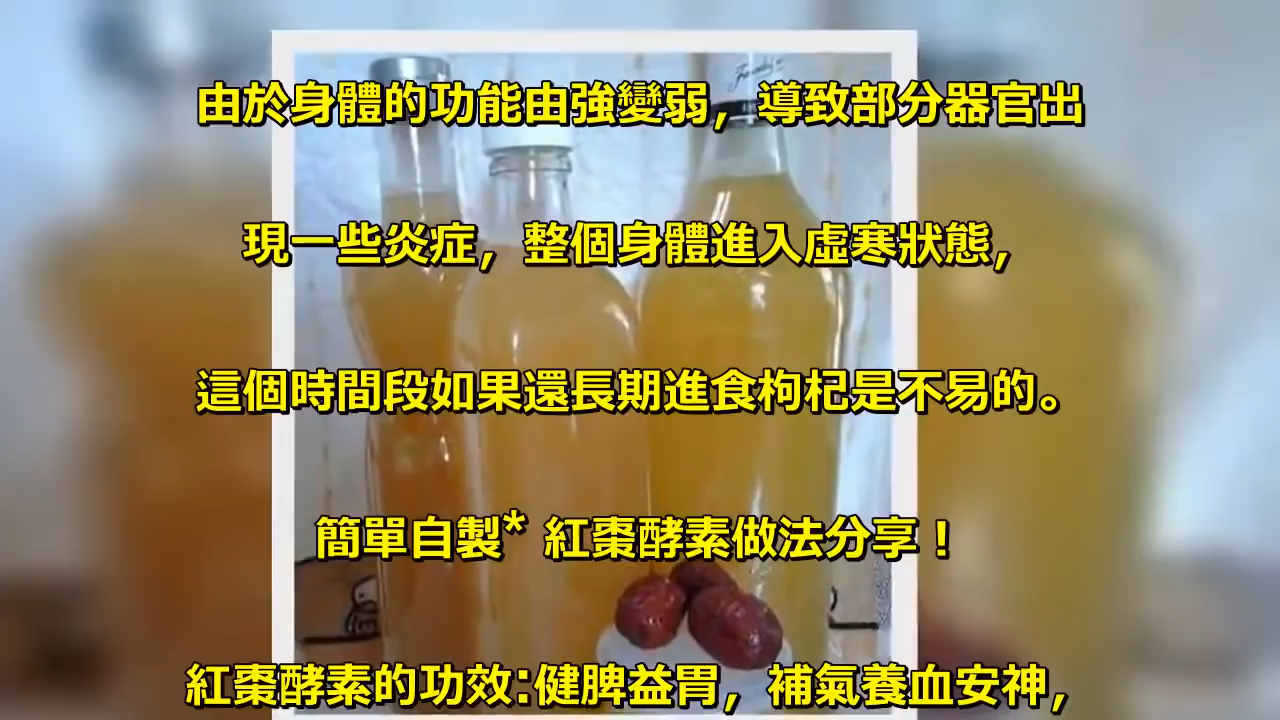 由於身體的功能由強變弱，導致部分器官出
現一些炎症，整個身體進入虛寒狀態，
這個時間段如果還長期進食枸杞是不易的。
簡單自製* 紅棗酵素做法分享！
紅棗酵素的功效:健脾益胃，補氣養血安神，